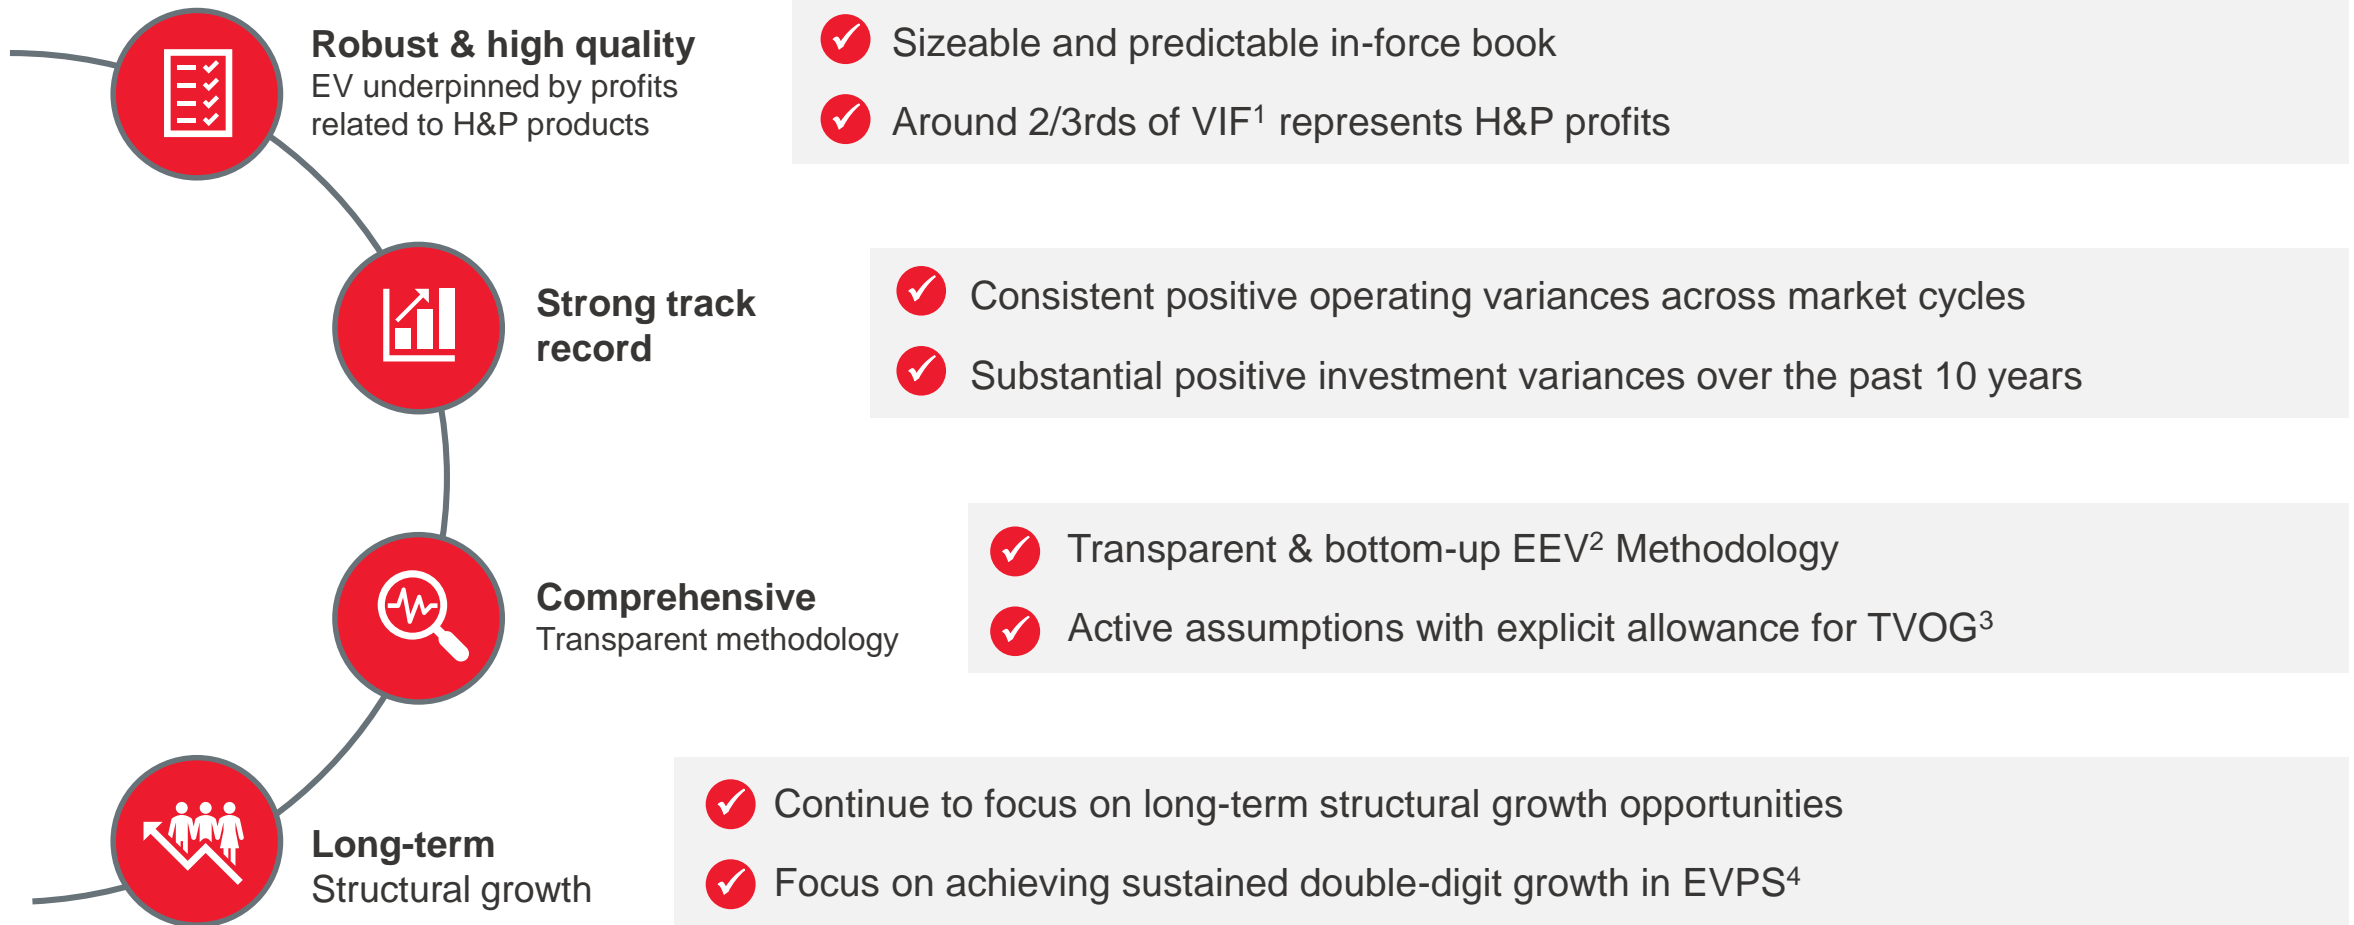 Robust & high quality
EV underpinned by profits
related to H&P products
Sizeable and predictable in-force book
Around 2/3rds of VIF¹ represents H&P profits
Strong track
record
Consistent positive operating variances across market cycles
Substantial positive investment variances over the past 10 years
Comprehensive
Transparent methodology
Transparent & bottom-up EEV² Methodology
Active assumptions with explicit allowance for TVOG³
Long-term
Structural growth
Continue to focus on long-term structural growth opportunities
Focus on achieving sustained double-digit growth in EVPS⁴